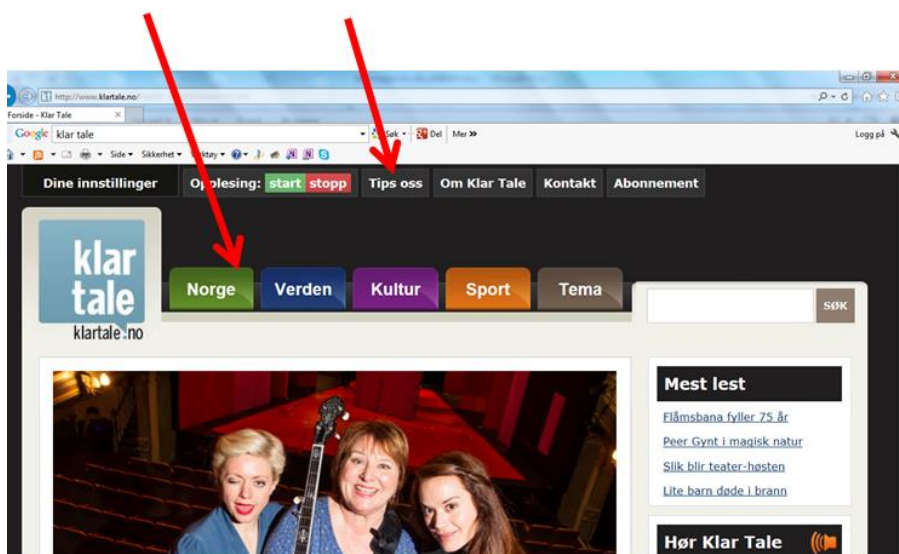 http://www.klartale.no/
Forside - Klar Tale
Google klar tale Søk Del Mer » Logg på
Side Sikkerhet
Dine innstillinger Opplesing: start stopp Tips oss Om Klar Tale Kontakt Abonnement
klar
tale
klartale.no
Norge Verden Kultur Sport Tema
SØK
Mest lest
Flåmsbana fyller 75 år
Peer Gynt i magisk natur
Slik blir teater-høsten
Lite barn døde i brann
Hør Klar Tale